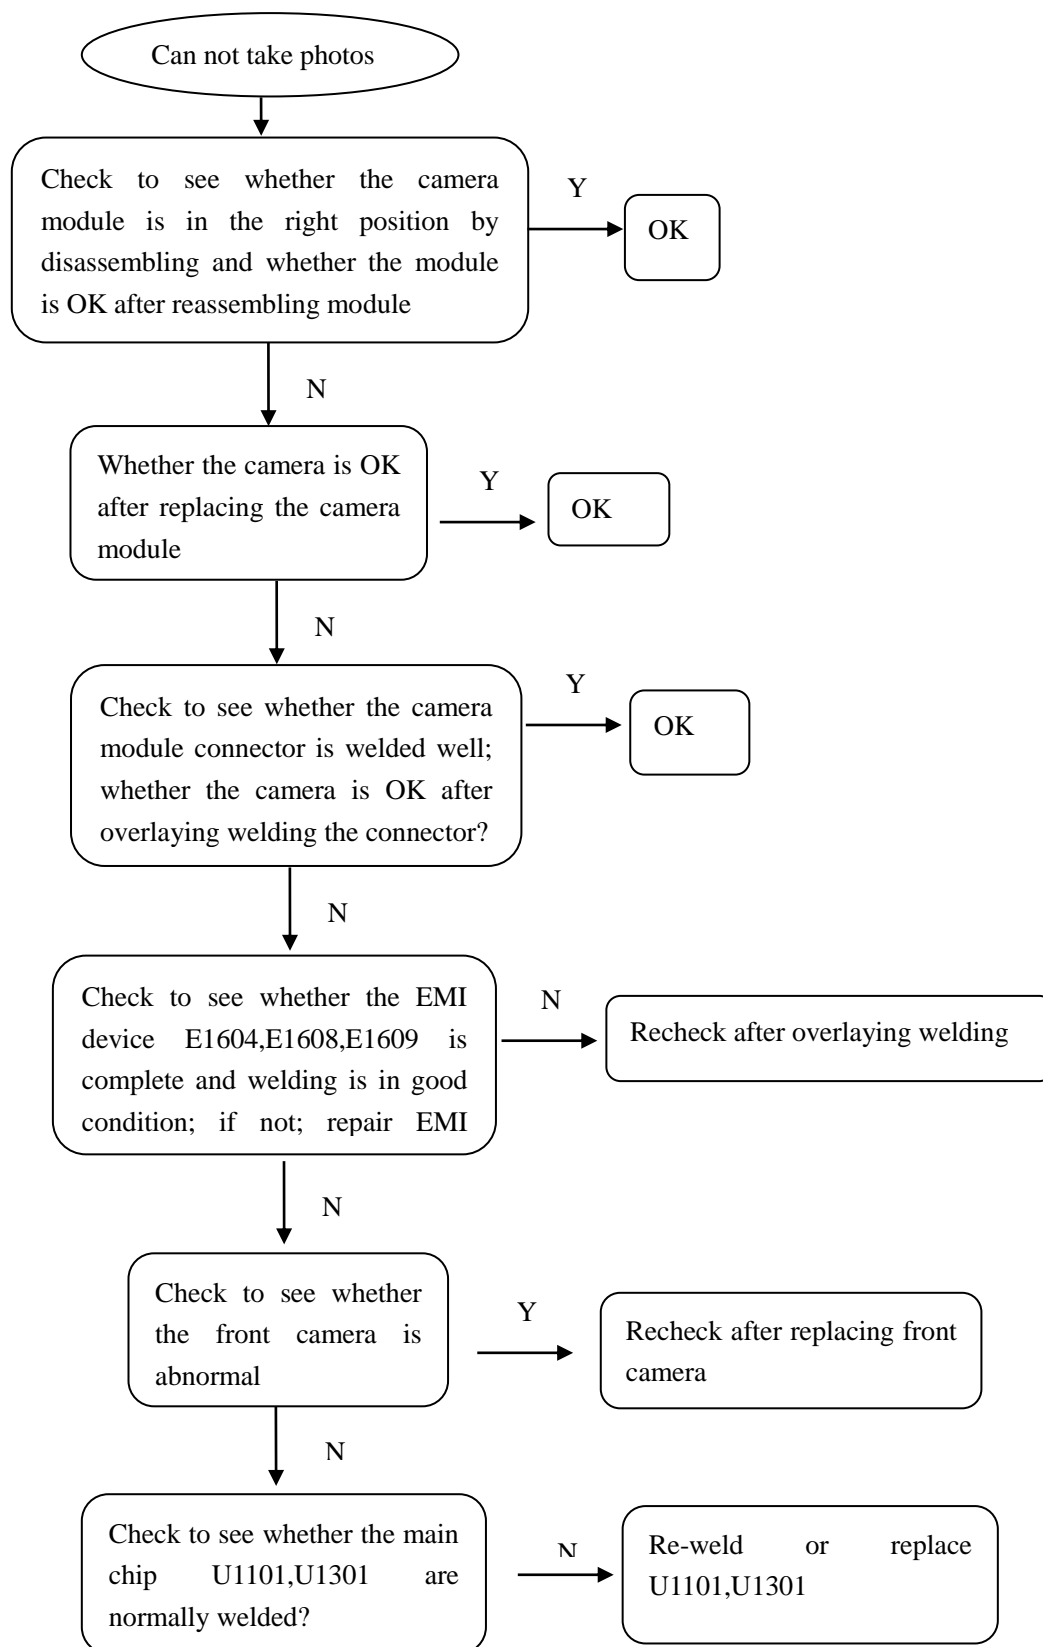 Can not take photos
Check to see whether the camera
module is in the right position by
disassembling and whether the module
is OK after reassembling module
Y
OK
N
Whether the camera is OK
after replacing the camera
module
Y
OK
N
Check to see whether the camera
module connector is welded well;
whether the camera is OK after
overlaying welding the connector?
Y
OK
N
Check to see whether the EMI
device E1604,E1608,E1609 is
complete and welding is in good
condition; if not; repair EMI
N
Recheck after overlaying welding
N
Check to see whether
the front camera is
abnormal
Y
Recheck after replacing front
camera
N
Check to see whether the main
chip U1101,U1301 are
normally welded?
N
Re-weld or replace
U1101,U1301